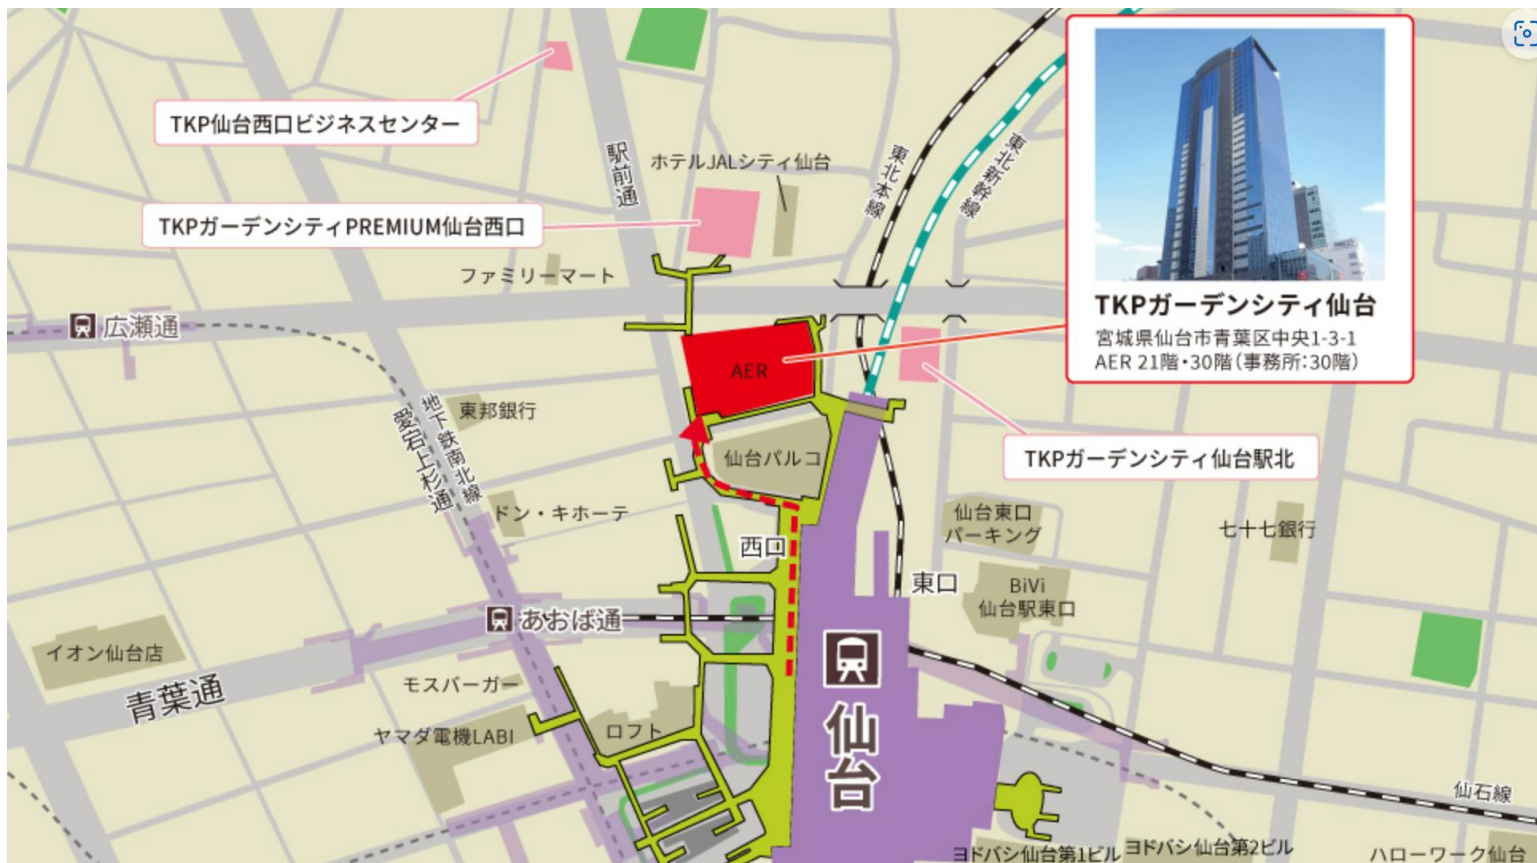 TKP仙台西口ビジネスセンター
駅前通
ホテルJALシティ仙台
東北本線
東北新幹線
TKPガーデンシティPREMIUM仙台西口
ファミリーマート
TKPガーデンシティ仙台
宮城県仙台市青葉区中央1-3-1
AER 21階・30階(事務所:30階)
広瀬通
AER
東邦銀行
地下鉄南北線
愛宕上杉通
仙台パルコ
TKPガーデンシティ仙台駅北
ドン・キホーテ
仙台東口
パーキング
七十七銀行
西口
東口
BiVi
仙台駅東口
あおば通
イオン仙台店
青葉通
モスバーガー
ヤマダ電機LABI
ロフト
仙台
仙石線
ヨドバシ仙台第1ビル
ヨドバシ仙台第2ビル
ハローワーク仙台